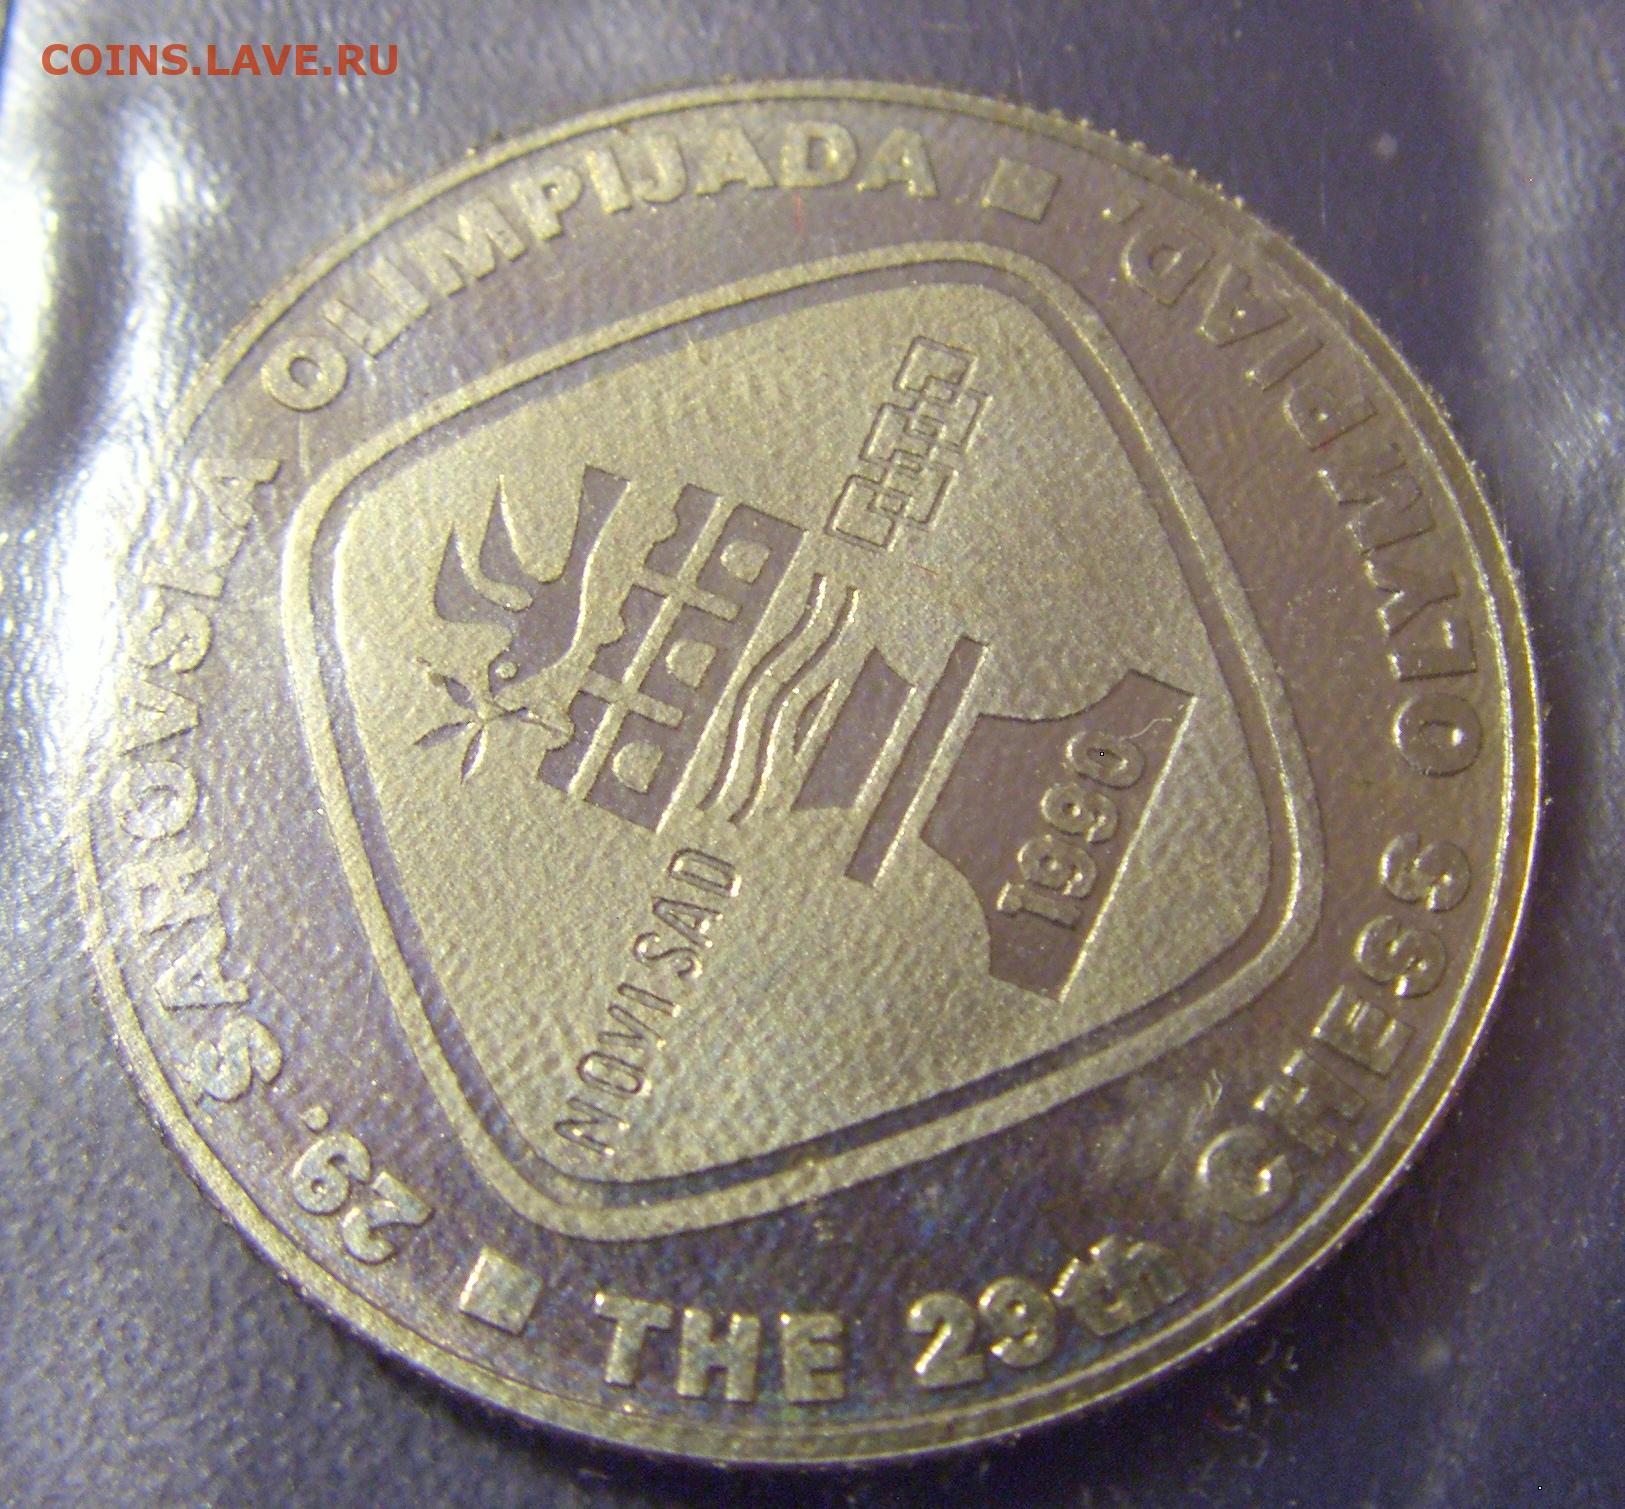 COINS.LAVE.RU
29. ŠAHOVSKA OLIMPIJADA
THE 29th CHESS OLYMPIAD,
NOVI SAD
1990